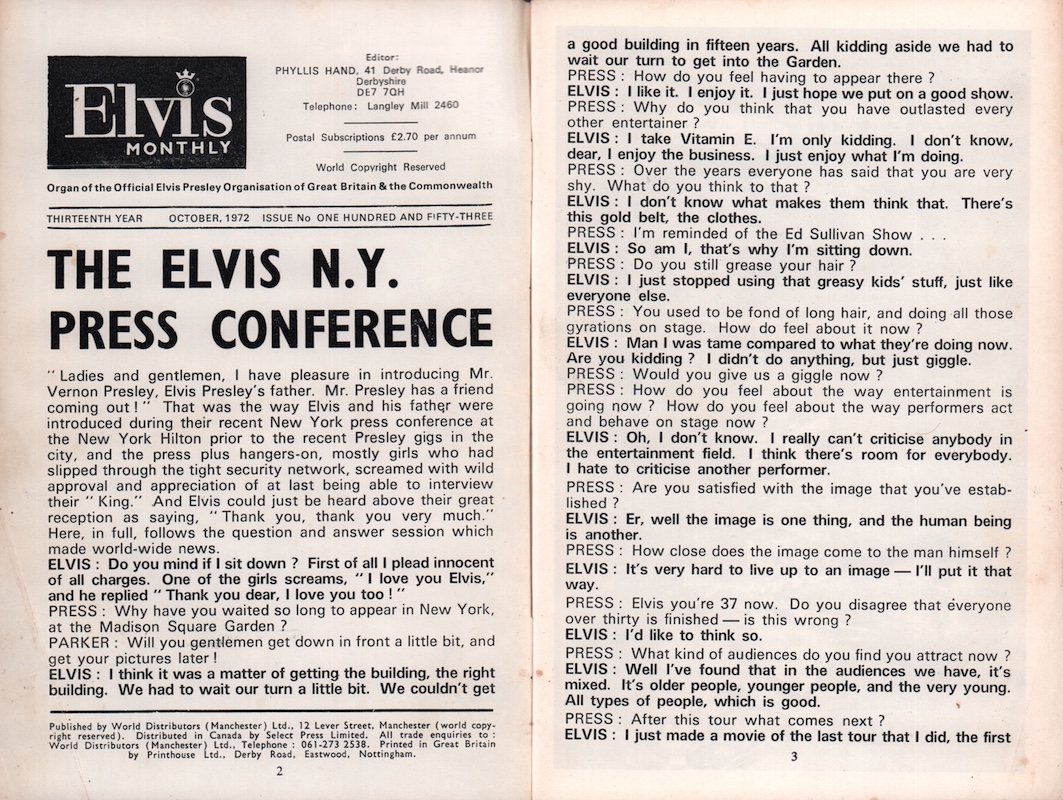 Elvis
MONTHLY
Editor:
PHYLLIS HAND, 41 Derby Road, Heanor
Derbyshire
DE7 7QH
Telephone: Langley Mill 2460
Postal Subscriptions £2.70 per annum
World Copyright Reserved
Organ of the Official Elvis Presley Organisation of Great Britain & the Commonwealth
THIRTEENTH YEAR OCTOBER, 1972 ISSUE No ONE HUNDRED AND FIFTY-THREE
THE ELVIS N.Y.
PRESS CONFERENCE
" Ladies and gentlemen, I have pleasure in introducing Mr.
Vernon Presley, Elvis Presley's father. Mr. Presley has a friend
coming out ! " That was the way Elvis and his father were
introduced during their recent New York press conference at
the New York Hilton prior to the recent Presley gigs in the
city, and the press plus hangers-on, mostly girls who had
slipped through the tight security network, screamed with wild
approval and appreciation of at last being able to interview
their " King." And Elvis could just be heard above their great
reception as saying, " Thank you, thank you very much."
Here, in full, follows the question and answer session which
made world-wide news.
ELVIS : Do you mind if I sit down ? First of all I plead innocent
of all charges. One of the girls screams, " I love you Elvis,"
and he replied " Thank you dear, I love you too ! "
PRESS : Why have you waited so long to appear in New York,
at the Madison Square Garden ?
PARKER : Will you gentlemen get down in front a little bit, and
get your pictures later !
ELVIS : I think it was a matter of getting the building, the right
building. We had to wait our turn a little bit. We couldn't get
Published by World Distributors (Manchester) Ltd., 12 Lever Street, Manchester (world copy-
right reserved). Distributed in Canada by Select Press Limited. All trade enquiries to :
World Distributors (Manchester) Ltd., Telephone : 061-273 2538. Printed in Great Britain
by Printhouse Ltd., Derby Road, Eastwood, Nottingham.
2
a good building in fifteen years. All kidding aside we had to
wait our turn to get into the Garden.
PRESS : How do you feel having to appear there ?
ELVIS : I like it. I enjoy it. I just hope we put on a good show.
PRESS : Why do you think that you have outlasted every
other entertainer ?
ELVIS : I take Vitamin E. I'm only kidding. I don't know,
dear, I enjoy the business. I just enjoy what I'm doing.
PRESS : Over the years everyone has said that you are very
shy. What do you think to that ?
ELVIS : I don't know what makes them think that. There's
this gold belt, the clothes.
PRESS : I'm reminded of the Ed Sullivan Show . . .
ELVIS : So am I, that's why I'm sitting down.
PRESS : Do you still grease your hair ?
ELVIS : I just stopped using that greasy kids' stuff, just like
everyone else.
PRESS : You used to be fond of long hair, and doing all those
gyrations on stage. How do feel about it now ?
ELVIS : Man I was tame compared to what they're doing now.
Are you kidding ? I didn't do anything, but just giggle.
PRESS : Would you give us a giggle now ?
PRESS : How do you feel about the way entertainment is
going now ? How do you feel about the way performers act
and behave on stage now ?
ELVIS : Oh, I don't know. I really can't criticise anybody in
the entertainment field. I think there's room for everybody.
I hate to criticise another performer.
PRESS : Are you satisfied with the image that you've estab-
lished ?
ELVIS : Er, well the image is one thing, and the human being
is another.
PRESS : How close does the image come to the man himself ?
ELVIS : It's very hard to live up to an image — I'll put it that
way.
PRESS : Elvis you're 37 now. Do you disagree that everyone
over thirty is finished — is this wrong ?
ELVIS : I'd like to think so.
PRESS : What kind of audiences do you find you attract now ?
ELVIS : Well I've found that in the audiences we have, it's
mixed. It's older people, younger people, and the very young.
All types of people, which is good.
PRESS : After this tour what comes next ?
ELVIS : I just made a movie of the last tour that I did, the first
3